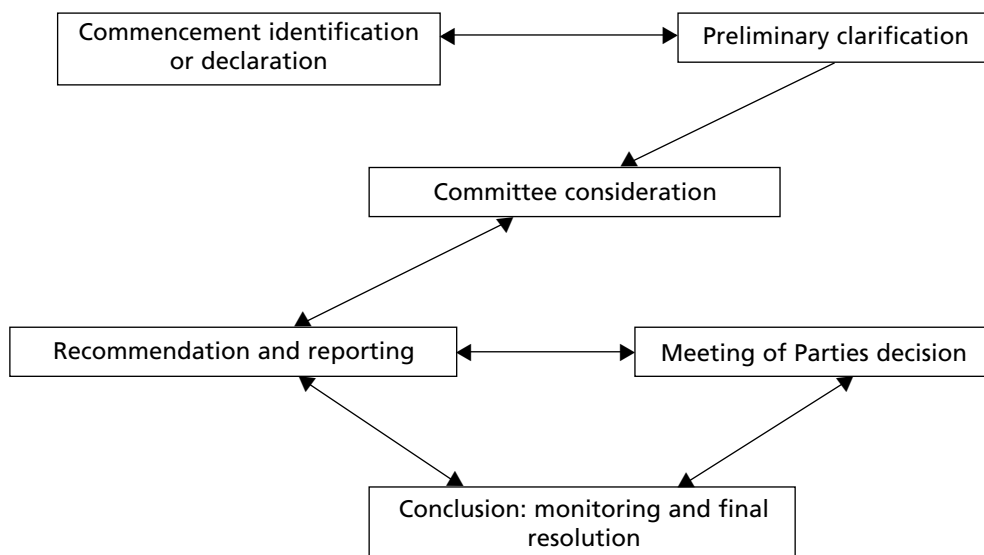 Commencement identification
or declaration
Preliminary clarification
Committee consideration
Recommendation and reporting
Meeting of Parties decision
Conclusion: monitoring and final
resolution